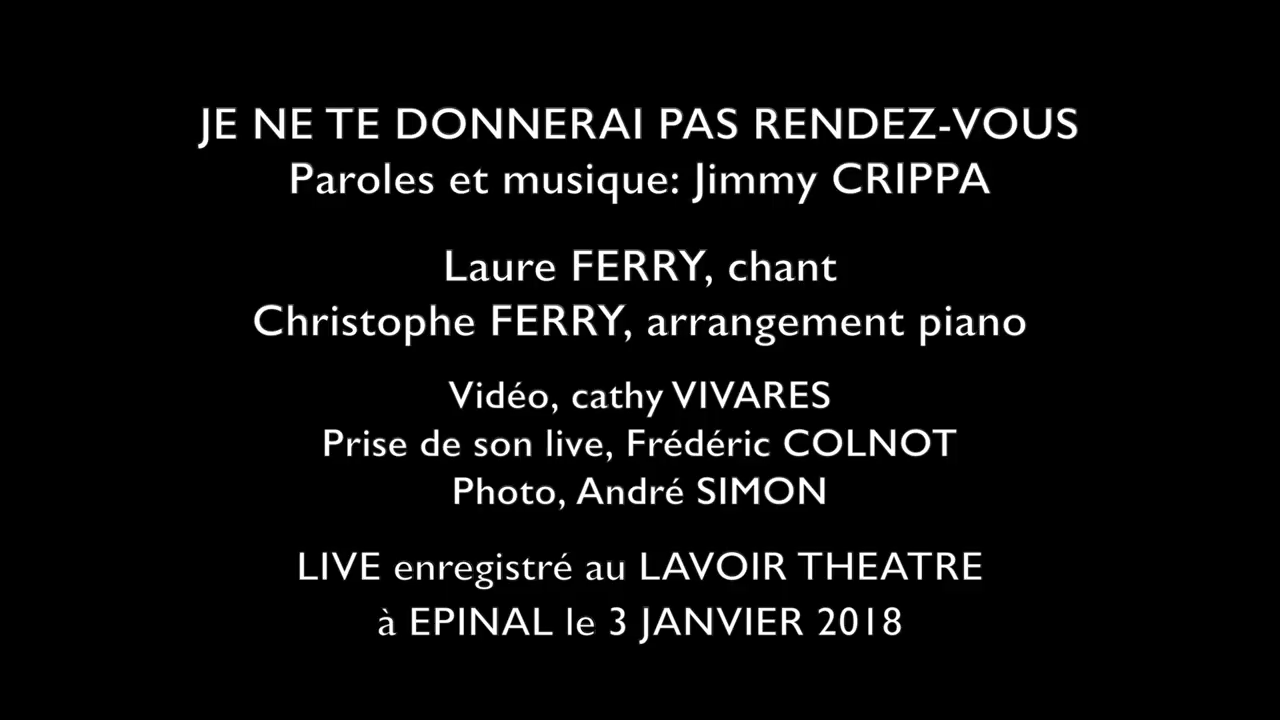 JE NE TE DONNERAI PAS RENDEZ-VOUS
Paroles et musique: Jimmy CRIPPA
Laure FERRY, chant
Christophe FERRY, arrangement piano
Vidéo, cathy VIVARES
Prise de son live, Frédéric COLNOT
Photo, André SIMON
LIVE enregistré au LAVOIR THEATRE
à EPINAL le 3 JANVIER 2018